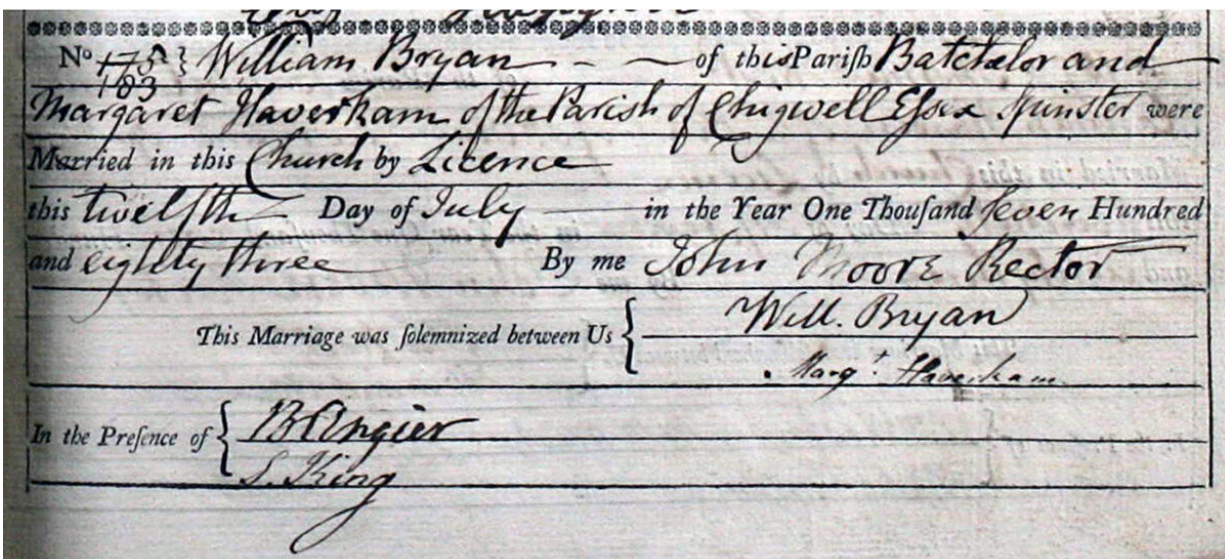 No 175 } William Bryan - - of this Pariſh Batchelor and
183
Margaret Haverkam of the Parish of Chigwell Eſsex Spinster were
Married in this Church by Licence
this twelfth Day of July in the Year One Thouſand ſeven Hundred
and eighty three By me John Moore Rector
This Marriage was ſolemnized between Us { Will. Bryan
Margt. Haverkam
In the Preſence of { B Angier
S. King